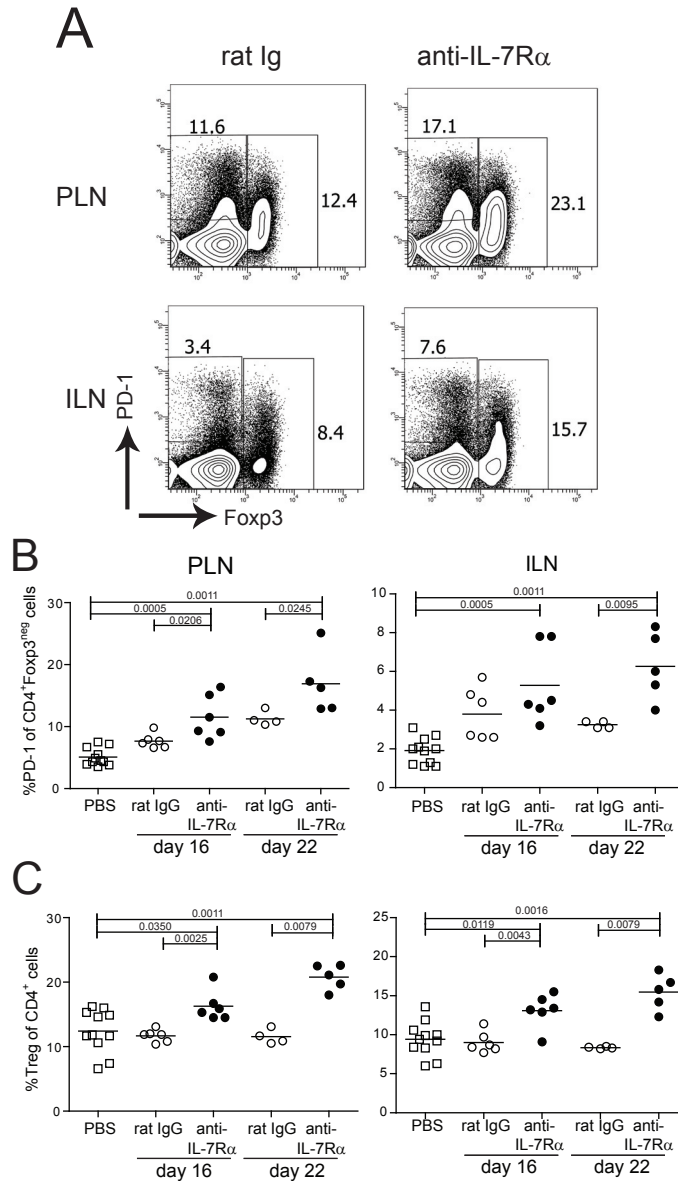 A
rat Ig
anti-IL-7Rα
PLN
11.6
12.4
17.1
23.1
ILN
3.4
8.4
7.6
15.7
PD-1
Foxp3
B
PLN
ILN
%PD-1 of CD4⁺Foxp3ⁿᵉᵍ cells
30
20
10
0
0.0011
0.0005
0.0206
0.0245
PBS
rat IgG
anti-
IL-7Rα
rat IgG
anti-
IL-7Rα
day 16
day 22
10
8
6
4
2
0
0.0011
0.0005
0.0095
PBS
rat IgG
anti-
IL-7Rα
rat IgG
anti-
IL-7Rα
day 16
day 22
C
%Treg of CD4⁺ cells
30
20
10
0
0.0011
0.0350
0.0079
0.0025
PBS
rat IgG
anti-
IL-7Rα
rat IgG
anti-
IL-7Rα
day 16
day 22
25
20
15
10
5
0
0.0016
0.0119
0.0043
0.0079
PBS
rat IgG
anti-
IL-7Rα
rat IgG
anti-
IL-7Rα
day 16
day 22